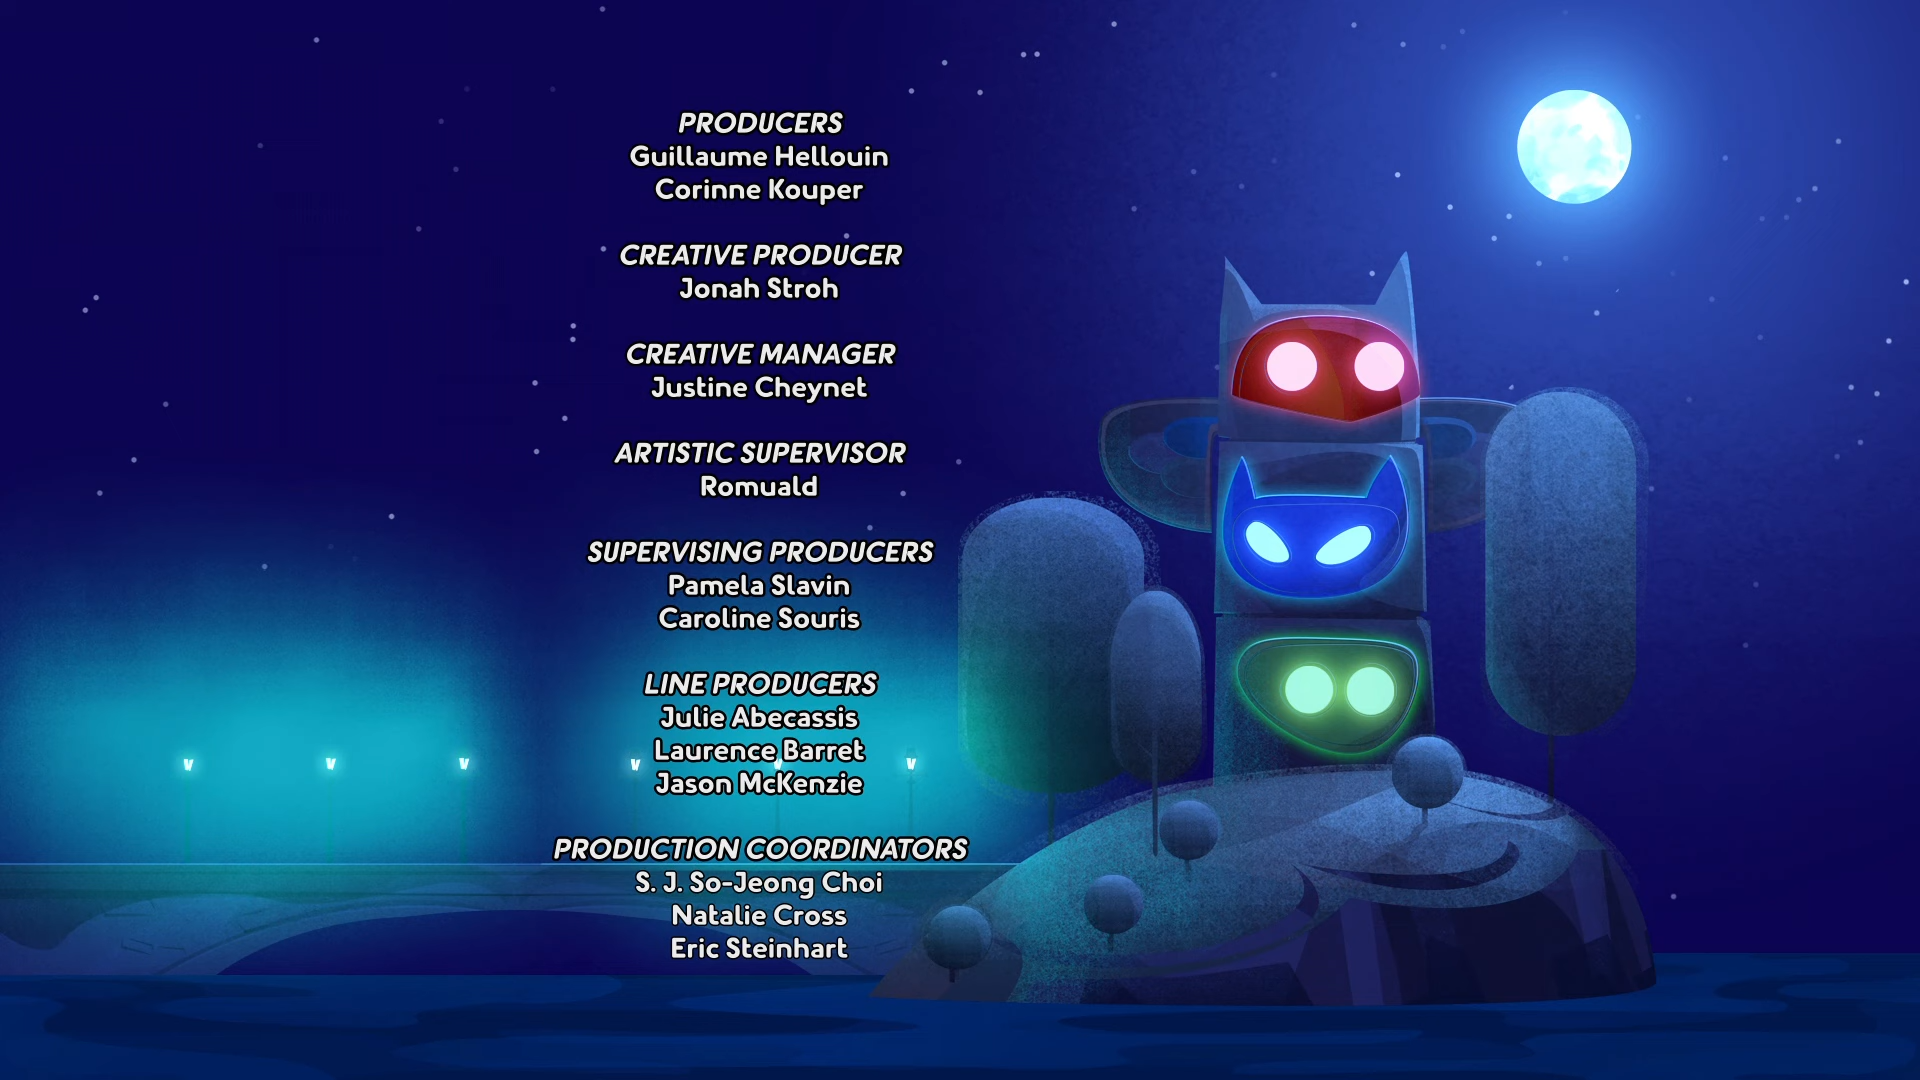 PRODUCERS
Guillaume Hellouin
Corinne Kouper
CREATIVE PRODUCER
Jonah Stroh
CREATIVE MANAGER
Justine Cheynet
ARTISTIC SUPERVISOR
Romuald
SUPERVISING PRODUCERS
Pamela Slavin
Caroline Souris
LINE PRODUCERS
Julie Abecassis
Laurence Barret
Jason McKenzie
PRODUCTION COORDINATORS
S. J. So-Jeong Choi
Natalie Cross
Eric Steinhart